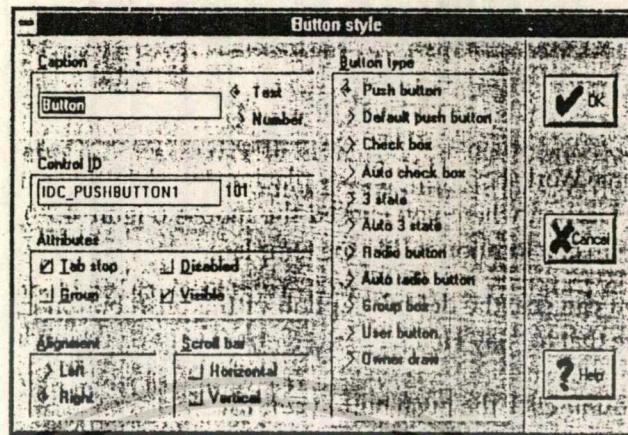 Button style
Caption
Button
Text
Number
Control ID
IDC_PUSHBUTTON1 101
Attributes
Tab stop
Disabled
Group
Visible
Alignment
Left
Right
Scroll bar
Horizontal
Vertical
Button type
Push button
Default push button
Check box
Auto check box
3 state
Auto 3 state
Radio button
Auto radio button
Group box
User button
Owner draw
OK
Cancel
Help